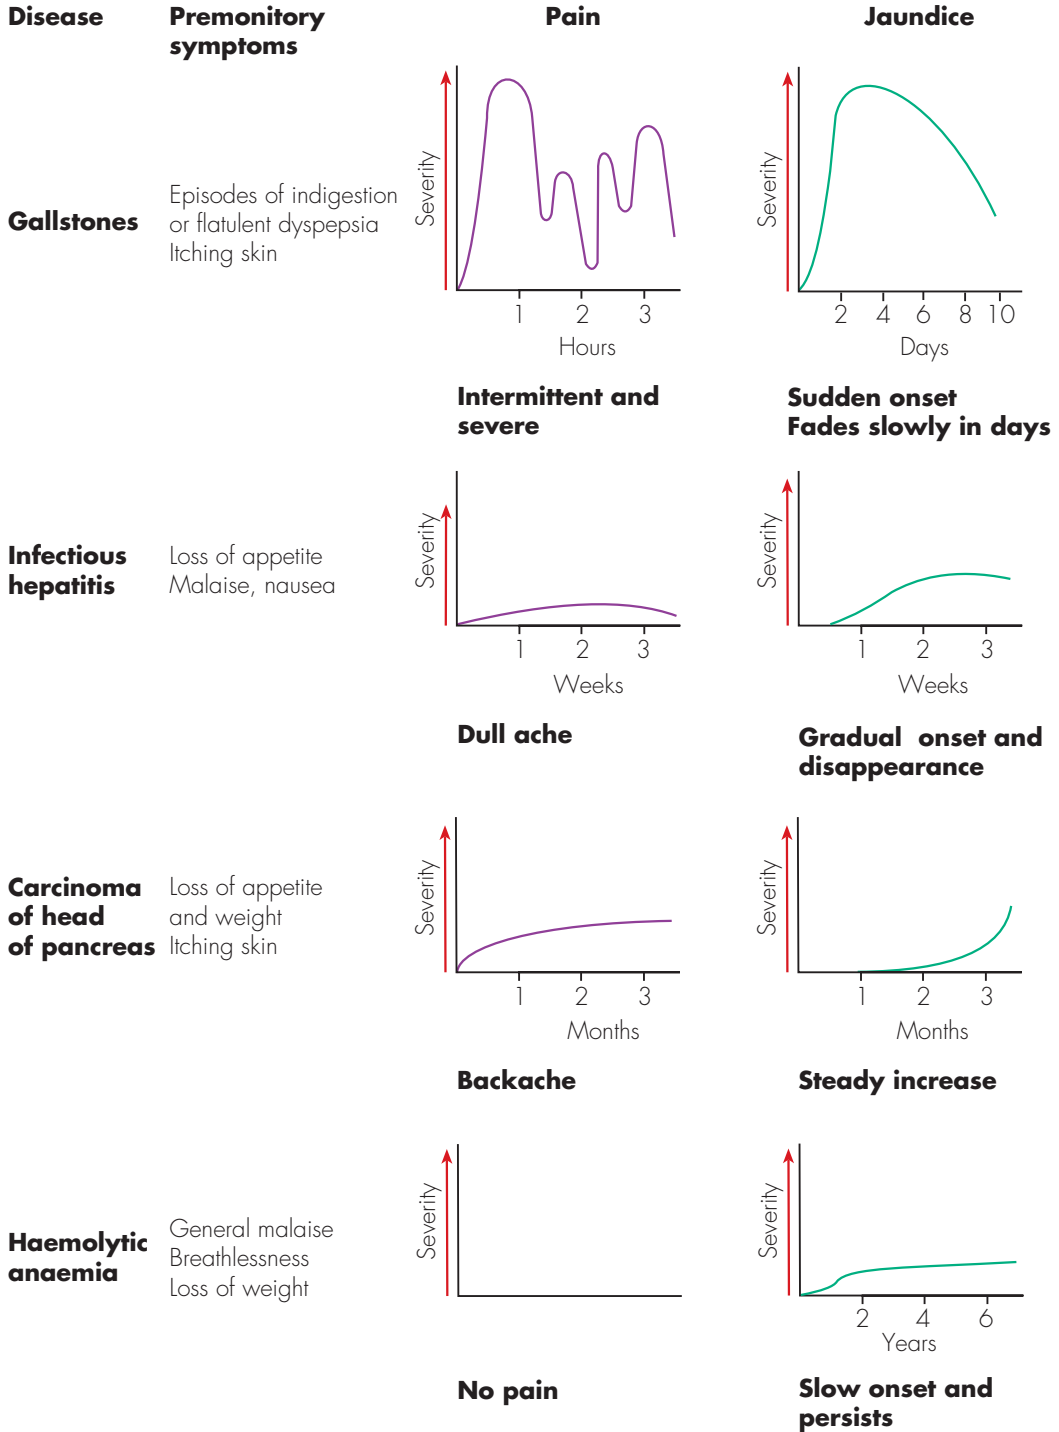 Disease
Premonitory
symptoms
Pain
Jaundice
Gallstones
Episodes of indigestion
or flatulent dyspepsia
Itching skin
Severity
1 2 3
Hours
Intermittent and
severe
Severity
2 4 6 8 10
Days
Sudden onset
Fades slowly in days
Infectious
hepatitis
Loss of appetite
Malaise, nausea
Severity
1 2 3
Weeks
Dull ache
Severity
1 2 3
Weeks
Gradual onset and
disappearance
Carcinoma
of head
of pancreas
Loss of appetite
and weight
Itching skin
Severity
1 2 3
Months
Backache
Severity
1 2 3
Months
Steady increase
Haemolytic
anaemia
General malaise
Breathlessness
Loss of weight
Severity
No pain
Severity
2 4 6
Years
Slow onset and
persists